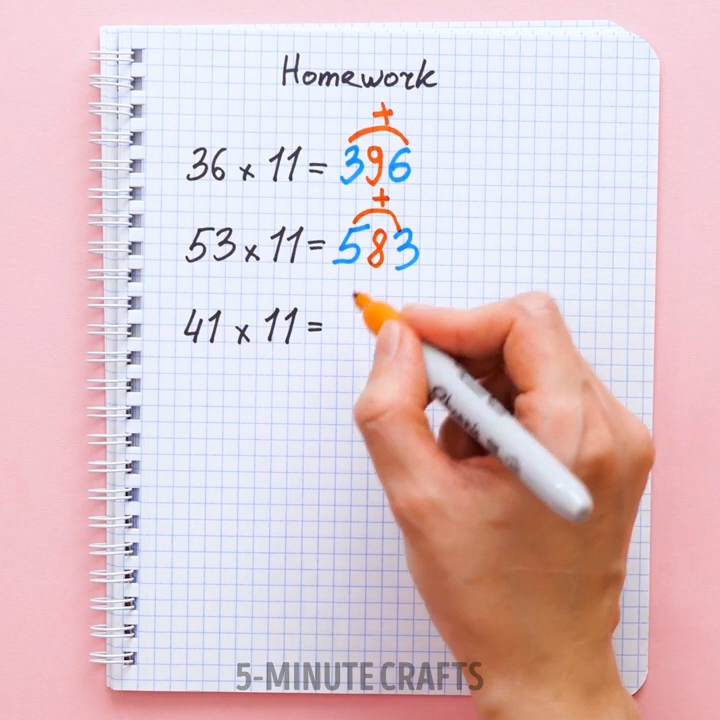 Homework
+
36 x 11 = 396
+
53 x 11 = 583
41 x 11 =
5-MINUTE CRAFTS